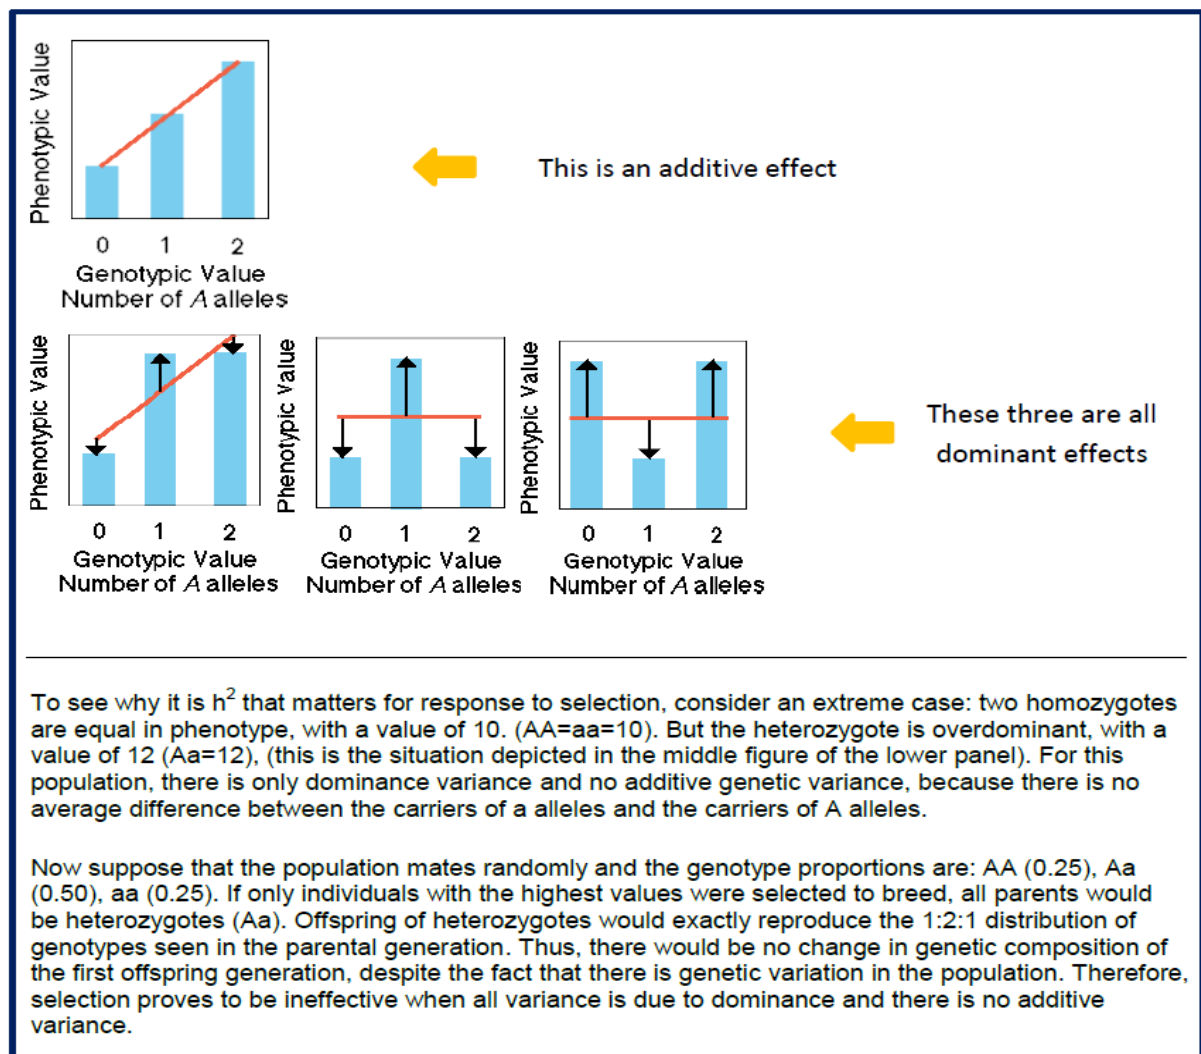 Phenotypic Value
0 1 2
Genotypic Value
Number of A alleles
This is an additive effect
Phenotypic Value
0 1 2
Genotypic Value
Number of A alleles
Phenotypic Value
0 1 2
Genotypic Value
Number of A alleles
Phenotypic Value
0 1 2
Genotypic Value
Number of A alleles
These three are all
dominant effects
To see why it is h² that matters for response to selection, consider an extreme case: two homozygotes
are equal in phenotype, with a value of 10. (AA=aa=10). But the heterozygote is overdominant, with a
value of 12 (Aa=12), (this is the situation depicted in the middle figure of the lower panel). For this
population, there is only dominance variance and no additive genetic variance, because there is no
average difference between the carriers of a alleles and the carriers of A alleles.
Now suppose that the population mates randomly and the genotype proportions are: AA (0.25), Aa
(0.50), aa (0.25). If only individuals with the highest values were selected to breed, all parents would
be heterozygotes (Aa). Offspring of heterozygotes would exactly reproduce the 1:2:1 distribution of
genotypes seen in the parental generation. Thus, there would be no change in genetic composition of
the first offspring generation, despite the fact that there is genetic variation in the population. Therefore,
selection proves to be ineffective when all variance is due to dominance and there is no additive
variance.